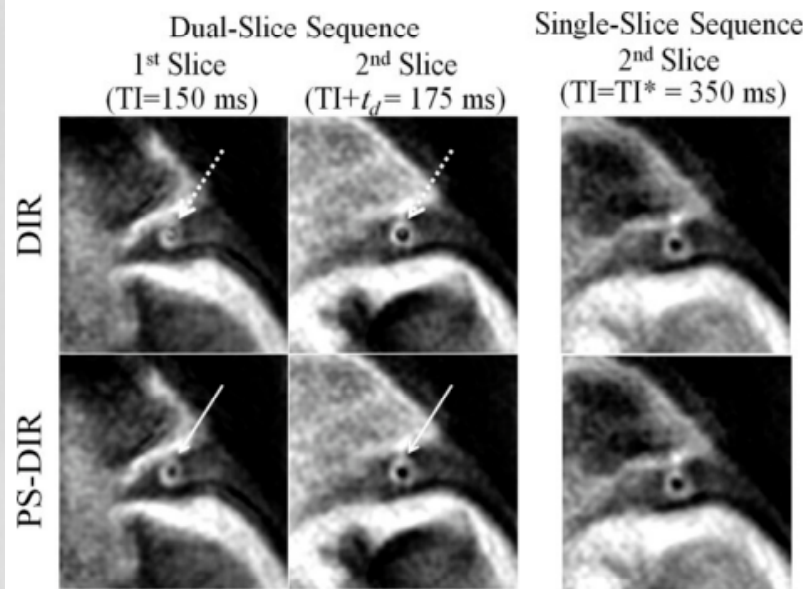 Dual-Slice Sequence
1st Slice
(TI=150 ms)
2nd Slice
(TI+td= 175 ms)
Single-Slice Sequence
2nd Slice
(TI=TI* = 350 ms)
DIR
PS-DIR